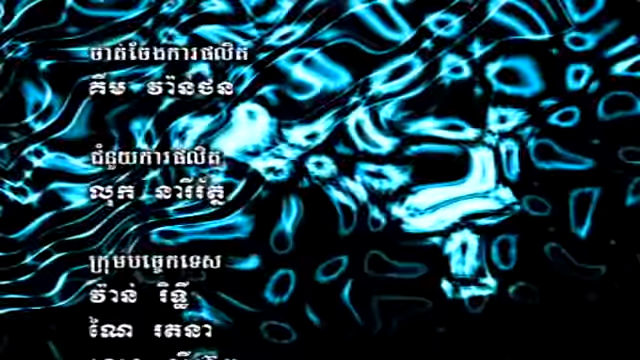 ចាត់ចែងការផលិត
គឹម វ៉ាន់ថន
ជំនួយការផលិត
លុក នារីរ័ត្ន
ក្រុមបច្ចេកទេស
វ៉ាន់ រិទ្ធី
ណៃ រតនា